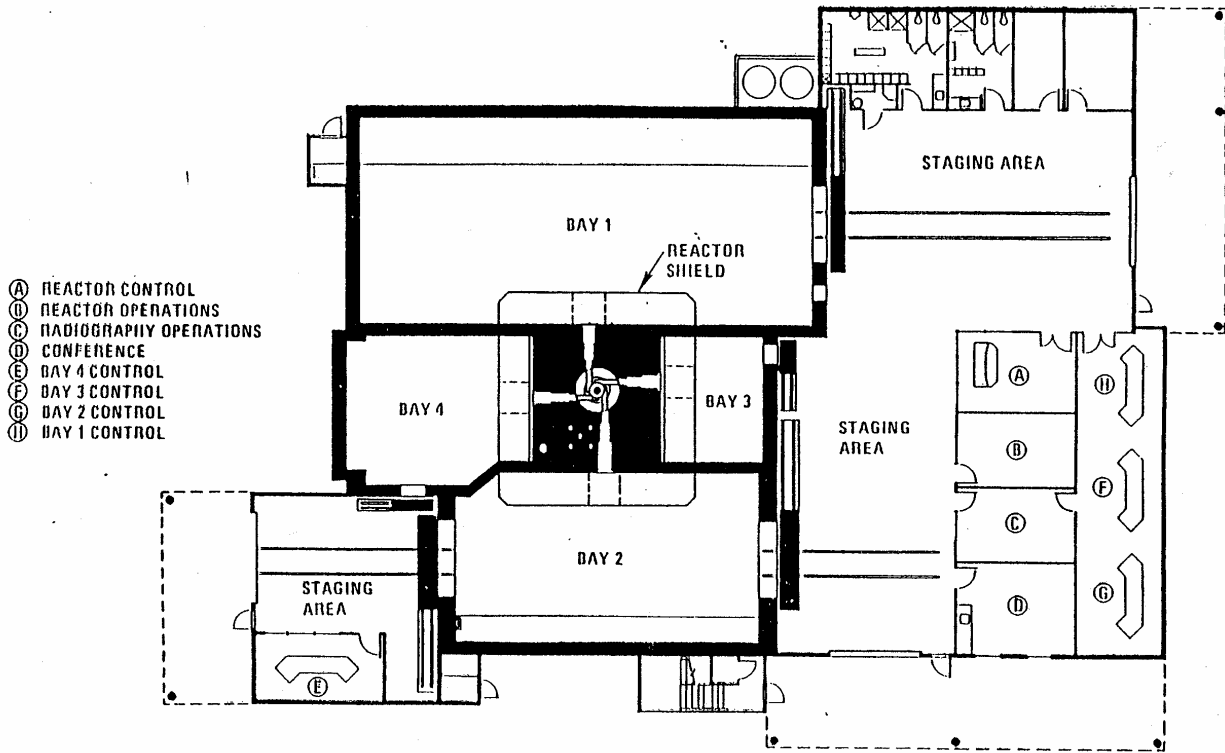 STAGING AREA
BAY 1
REACTOR
SHIELD
Ⓐ REACTOR CONTROL
Ⓑ REACTOR OPERATIONS
Ⓒ RADIOGRAPHY OPERATIONS
Ⓓ CONFERENCE
Ⓔ BAY 4 CONTROL
Ⓕ BAY 3 CONTROL
Ⓖ BAY 2 CONTROL
Ⓗ BAY 1 CONTROL
BAY 4
BAY 3
STAGING
AREA
Ⓐ
Ⓗ
Ⓑ
Ⓕ
Ⓒ
BAY 2
STAGING
AREA
Ⓓ
Ⓖ
Ⓔ